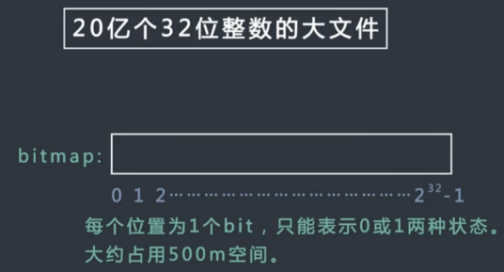 20亿个32位整数的大文件
bitmap:
0 1 2……………………………………2³²-1
每个位置为1个bit，只能表示0或1两种状态。
大约占用500m空间。